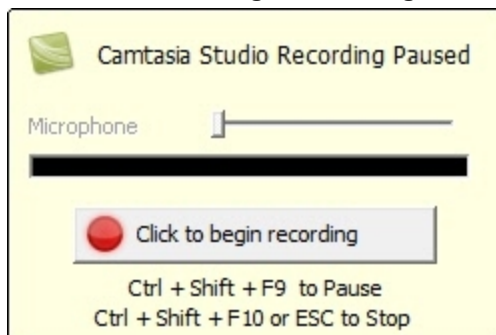 Camtasia Studio Recording Paused
Microphone
Click to begin recording
Ctrl + Shift + F9 to Pause
Ctrl + Shift + F10 or ESC to Stop